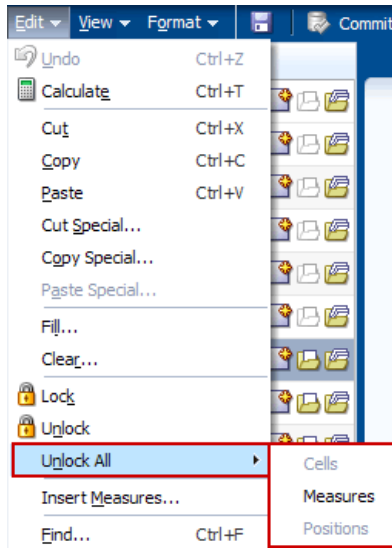 Edit View Format Commit
Undo Ctrl+Z
Calculate Ctrl+T
Cut Ctrl+X
Copy Ctrl+C
Paste Ctrl+V
Cut Special...
Copy Special...
Paste Special...
Fill...
Clear...
Lock
Unlock
Unlock All
Cells
Insert Measures...
Measures
Find... Ctrl+F
Positions